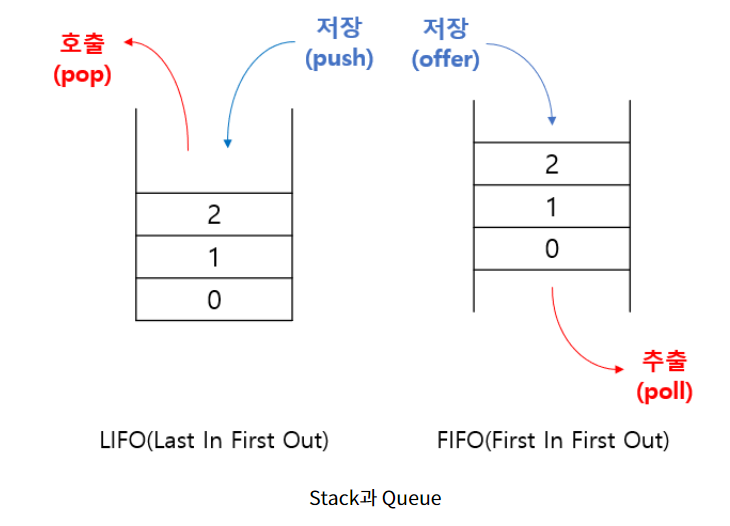 호출
(pop)
저장
(push)
저장
(offer)
2
1
0
2
1
0
추출
(poll)
LIFO(Last In First Out)
FIFO(First In First Out)
Stack과 Queue